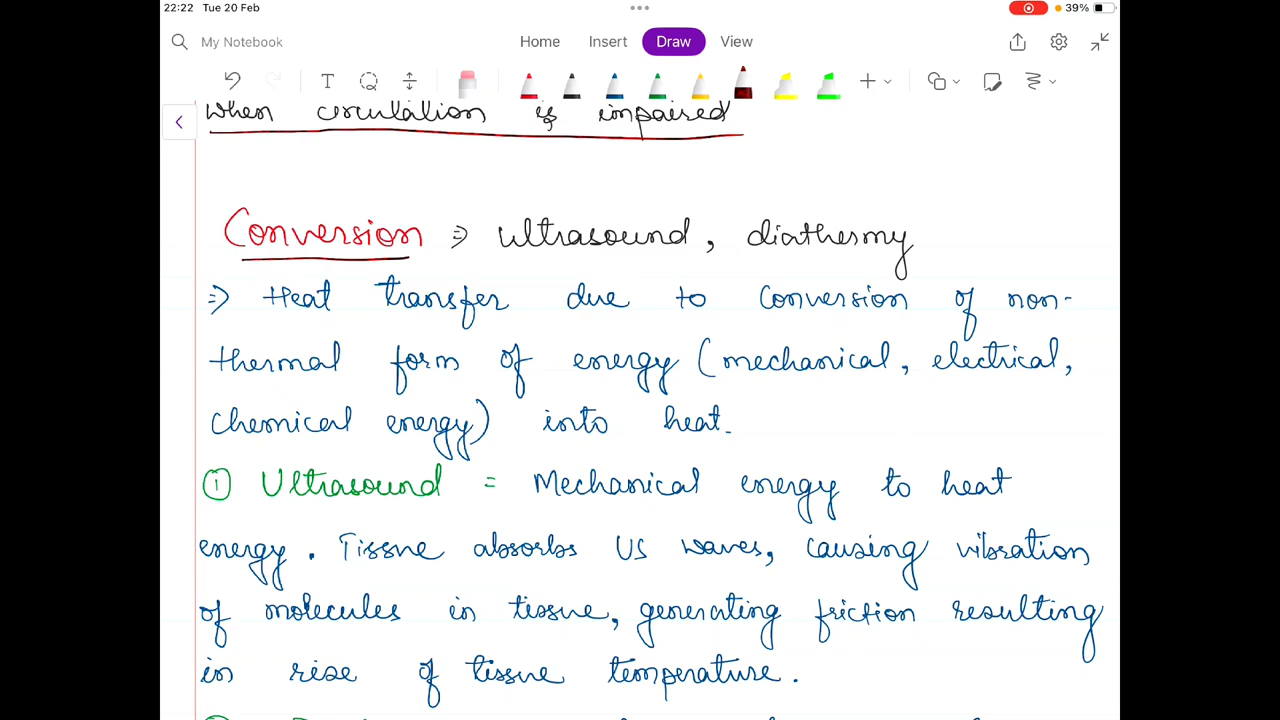 22:22 Tue 20 Feb
39%
My Notebook
Home Insert Draw View
When circulation is impaired
Conversion ⇒ ultrasound, diathermy
⇒ Heat transfer due to conversion of non-
thermal form of energy (mechanical, electrical,
chemical energy) into heat.
① Ultrasound = Mechanical energy to heat
energy. Tissue absorbs US waves, causing vibration
of molecules in tissue, generating friction resulting
in rise of tissue temperature.